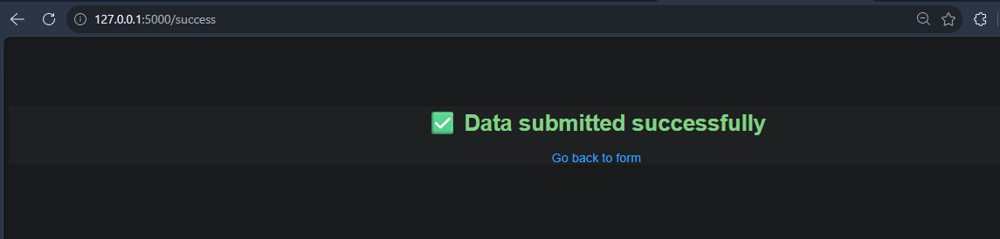 127.0.0.1:5000/success
✅ Data submitted successfully
Go back to form